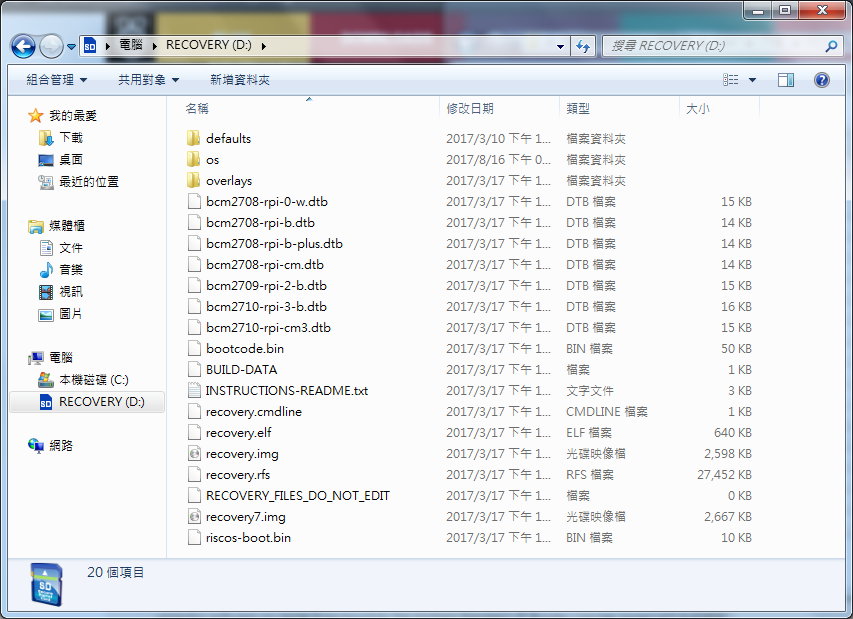 電腦 ▸ RECOVERY (D:) ▸
搜尋 RECOVERY (D:)
組合管理 共用對象 新增資料夾
我的最愛
下載
桌面
最近的位置
媒體櫃
文件
音樂
視訊
圖片
電腦
本機磁碟 (C:)
RECOVERY (D:)
網路
名稱 修改日期 類型 大小
defaults 2017/3/10 下午 1... 檔案資料夾
os 2017/8/16 下午 0... 檔案資料夾
overlays 2017/3/17 下午 1... 檔案資料夾
bcm2708-rpi-0-w.dtb 2017/3/17 下午 1... DTB 檔案 15 KB
bcm2708-rpi-b.dtb 2017/3/17 下午 1... DTB 檔案 14 KB
bcm2708-rpi-b-plus.dtb 2017/3/17 下午 1... DTB 檔案 14 KB
bcm2708-rpi-cm.dtb 2017/3/17 下午 1... DTB 檔案 14 KB
bcm2709-rpi-2-b.dtb 2017/3/17 下午 1... DTB 檔案 15 KB
bcm2710-rpi-3-b.dtb 2017/3/17 下午 1... DTB 檔案 16 KB
bcm2710-rpi-cm3.dtb 2017/3/17 下午 1... DTB 檔案 15 KB
bootcode.bin 2017/3/17 下午 1... BIN 檔案 50 KB
BUILD-DATA 2017/3/17 下午 1... 檔案 1 KB
INSTRUCTIONS-README.txt 2017/3/17 下午 1... 文字文件 3 KB
recovery.cmdline 2017/3/17 下午 1... CMDLINE 檔案 1 KB
recovery.elf 2017/3/17 下午 1... ELF 檔案 640 KB
recovery.img 2017/3/17 下午 1... 光碟映像檔 2,598 KB
recovery.rfs 2017/3/17 下午 1... RFS 檔案 27,452 KB
RECOVERY_FILES_DO_NOT_EDIT 2017/3/17 下午 1... 檔案 0 KB
recovery7.img 2017/3/17 下午 1... 光碟映像檔 2,667 KB
riscos-boot.bin 2017/3/17 下午 1... BIN 檔案 10 KB
20 個項目